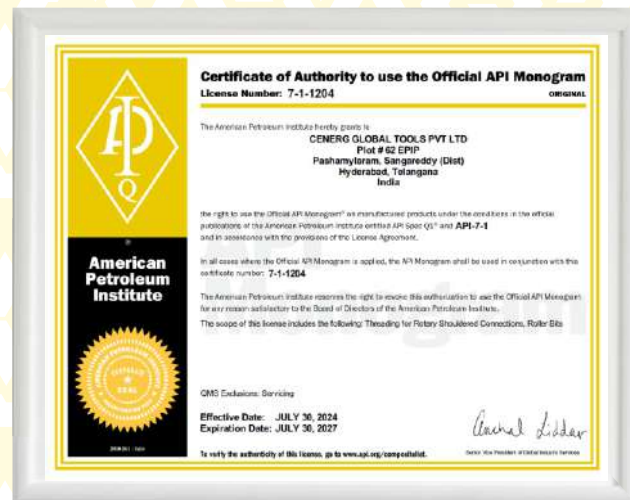 Certificate of Authority to use the Official API Monogram
License Number: 7-1-1204
ORIGINAL
The American Petroleum Institute hereby grants to
CENERG GLOBAL TOOLS PVT LTD
Plot # 62 EPIP
Pashamylaram, Sangareddy (Dist)
Hyderabad, Telangana
India
the right to use the Official API Monogram® on manufactured products under the conditions in the official
publications of the American Petroleum Institute entitled API Spec Q1® and API-7-1
and in accordance with the provisions of the License Agreement.
In all cases where the Official API Monogram is applied, the API Monogram shall be used in conjunction with this
certificate number: 7-1-1204
The American Petroleum Institute reserves the right to revoke this authorization to use the Official API Monogram
for any reason satisfactory to the Board of Directors of the American Petroleum Institute.
The scope of this license includes the following: Threading for Rotary Shouldered Connections, Roller Bits
QMS Exclusions: Servicing
Effective Date: JULY 30, 2024
Expiration Date: JULY 30, 2027
To verify the authenticity of this license, go to www.api.org/compositelist.
Senior Vice President of Global Industry Services
API
Q
American
Petroleum
Institute
API
Monogram